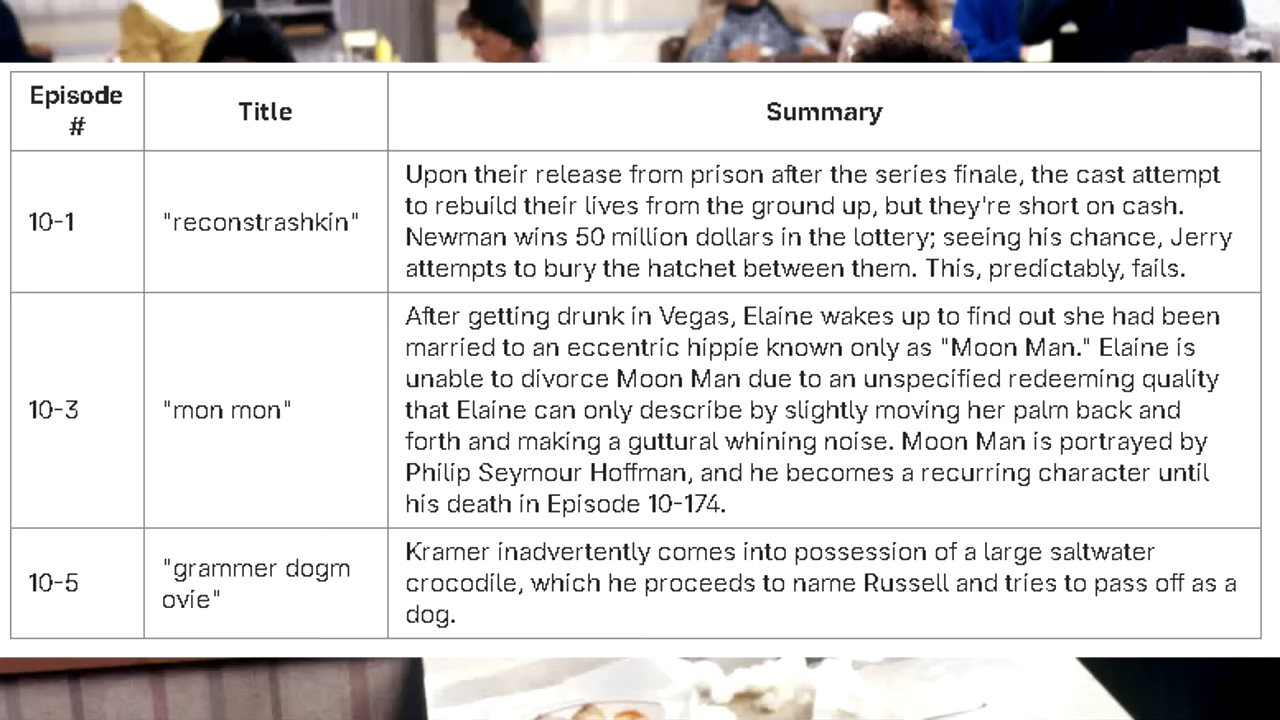 Episode
#
Title
Summary
10-1
"reconstrashkin"
Upon their release from prison after the series finale, the cast attempt
to rebuild their lives from the ground up, but they're short on cash.
Newman wins 50 million dollars in the lottery; seeing his chance, Jerry
attempts to bury the hatchet between them. This, predictably, fails.
10-3
"mon mon"
After getting drunk in Vegas, Elaine wakes up to find out she had been
married to an eccentric hippie known only as "Moon Man." Elaine is
unable to divorce Moon Man due to an unspecified redeeming quality
that Elaine can only describe by slightly moving her palm back and
forth and making a guttural whining noise. Moon Man is portrayed by
Philip Seymour Hoffman, and he becomes a recurring character until
his death in Episode 10-174.
10-5
"grammer dogm
ovie"
Kramer inadvertently comes into possession of a large saltwater
crocodile, which he proceeds to name Russell and tries to pass off as a
dog.